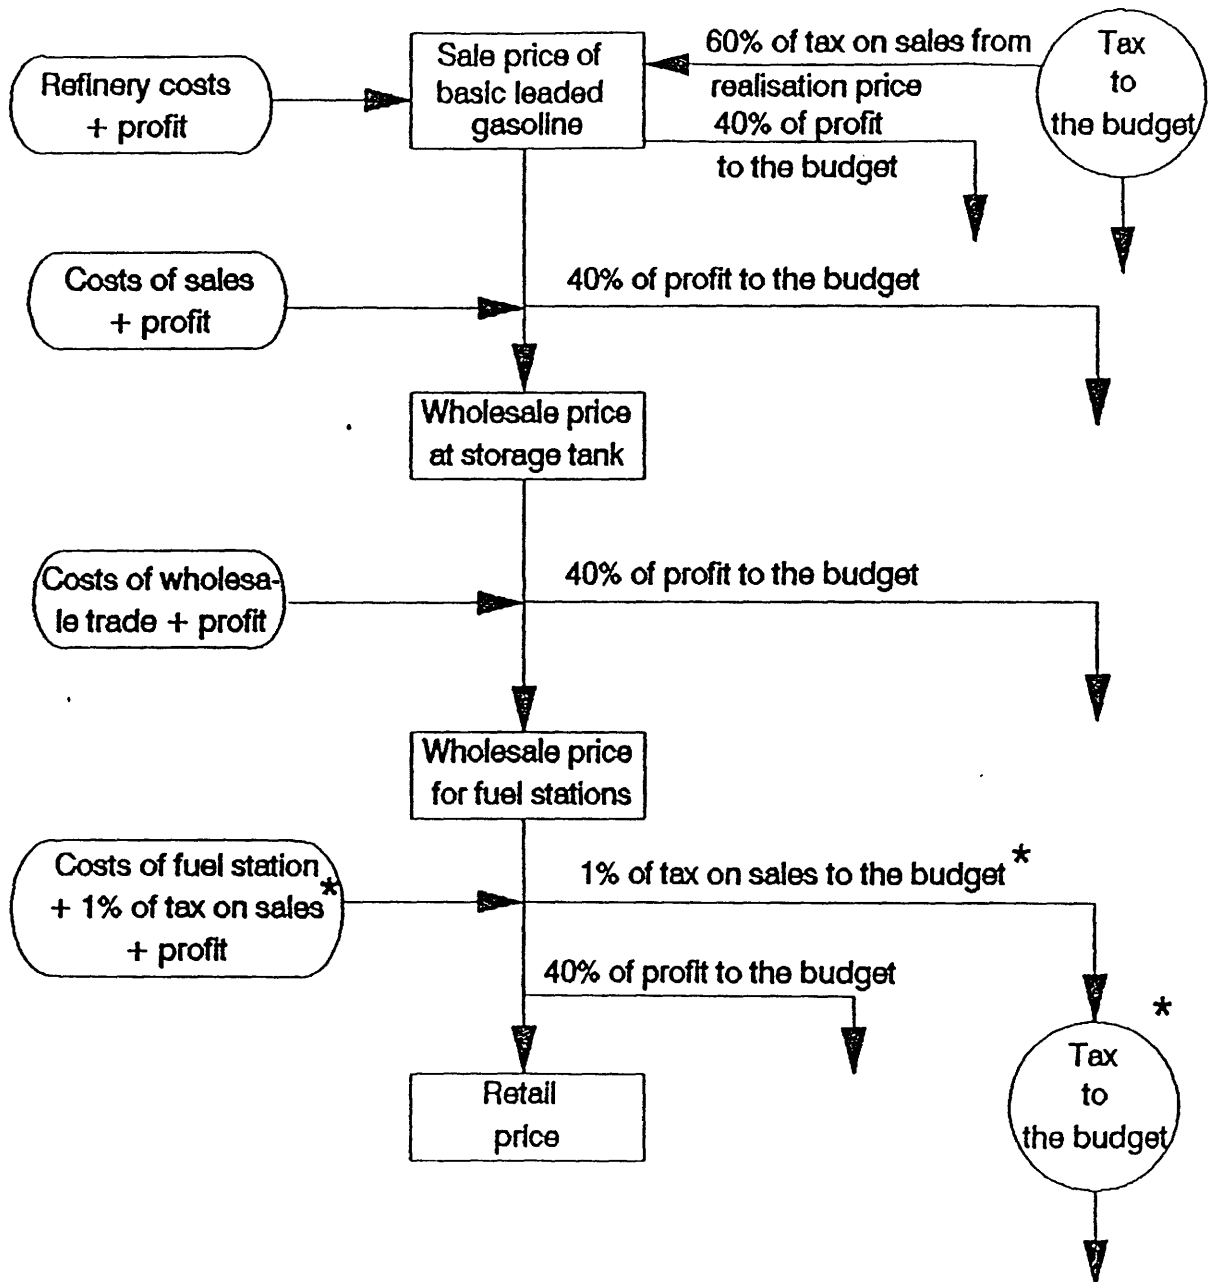 Refinery costs
+ profit
Sale price of
basic leaded
gasoline
60% of tax on sales from
realisation price
40% of profit
to the budget
Tax
to
the budget
Costs of sales
+ profit
40% of profit to the budget
Wholesale price
at storage tank
Costs of wholesa-
le trade + profit
40% of profit to the budget
Wholesale price
for fuel stations
Costs of fuel station
+ 1% of tax on sales*
+ profit
1% of tax on sales to the budget*
40% of profit to the budget
Retail
price
*
Tax
to
the budget